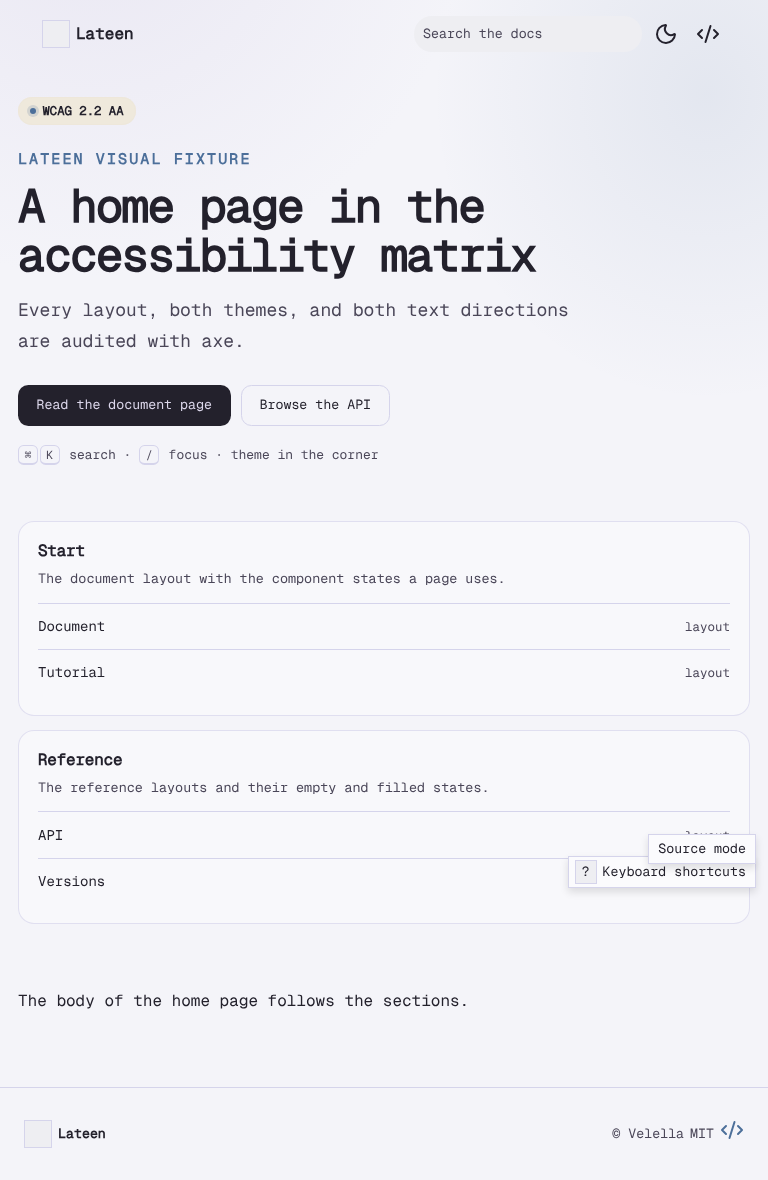 Lateen
Search the docs
WCAG 2.2 AA
LATEEN VISUAL FIXTURE
A home page in the
accessibility matrix
Every layout, both themes, and both text directions
are audited with axe.
Read the document page
Browse the API
⌘ K search · / focus · theme in the corner
Start
The document layout with the component states a page uses.
Document layout
Tutorial layout
Reference
The reference layouts and their empty and filled states.
API
Source mode
? Keyboard shortcuts
Versions
The body of the home page follows the sections.
Lateen
© Velella MIT